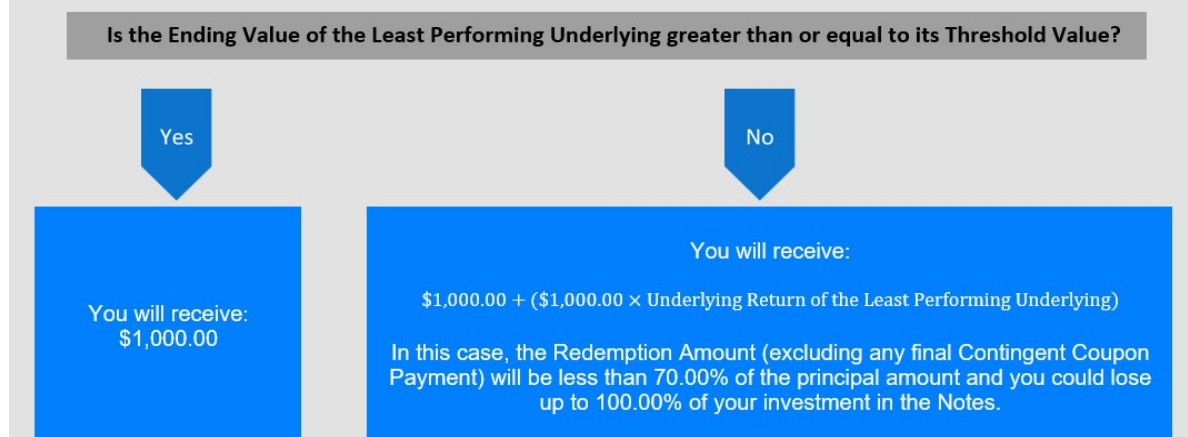 Is the Ending Value of the Least Performing Underlying greater than or equal to its Threshold Value?
Yes
No
You will receive:
$1,000.00
You will receive:
$1,000.00 + ($1,000.00 × Underlying Return of the Least Performing Underlying)
In this case, the Redemption Amount (excluding any final Contingent Coupon
Payment) will be less than 70.00% of the principal amount and you could lose
up to 100.00% of your investment in the Notes.